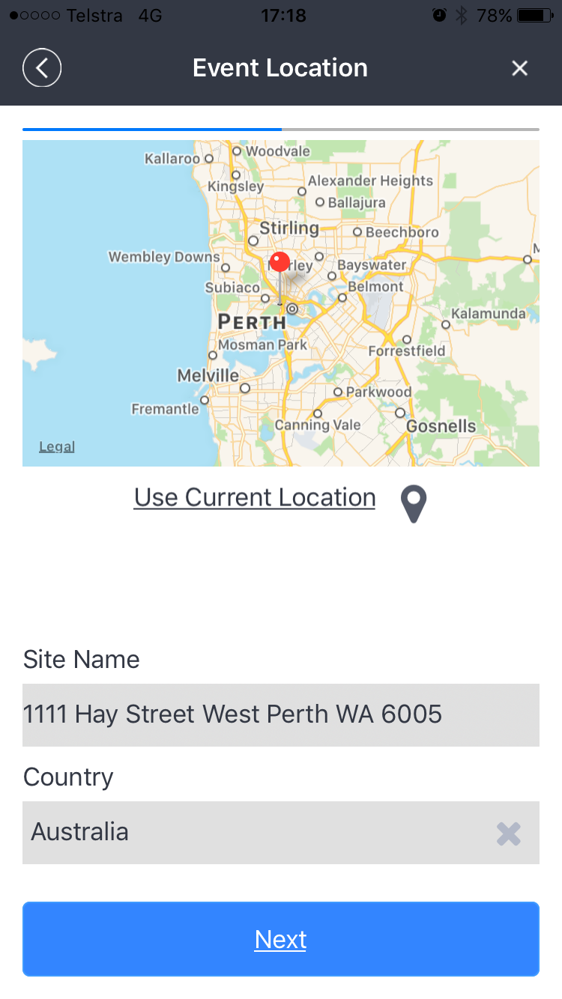 Telstra 4G 17:18 78%
Event Location
Woodvale
Kallaroo
Kingsley
Alexander Heights
Ballajura
Stirling
Beechboro
Wembley Downs
M
rley
Bayswater
Subiaco
Belmont
PERTH
Kalamunda
Mosman Park
Forrestfield
Melville
Parkwood
Fremantle
Canning Vale
Gosnells
Legal
Use Current Location
Site Name
1111 Hay Street West Perth WA 6005
Country
Australia
Next